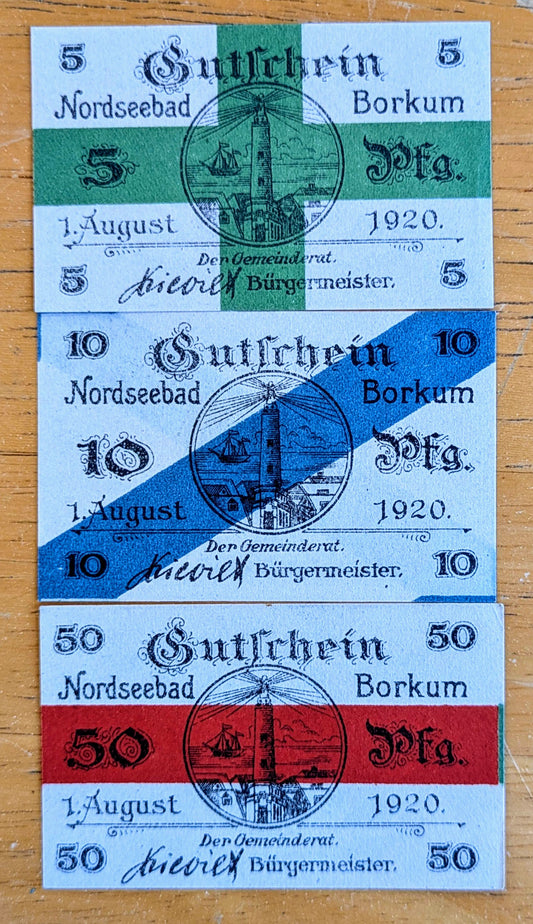 5 Gutschein 5
Nordseebad Borkum
5 Pfg.
1. August 1920.
Der Gemeinderat.
5 Bürgermeister. 5
10 Gutschein 10
Nordseebad Borkum
10 Pfg.
1. August 1920.
Der Gemeinderat.
10 Bürgermeister. 10
50 Gutschein 50
Nordseebad Borkum
50 Pfg.
1. August 1920.
Der Gemeinderat.
50 Bürgermeister. 50